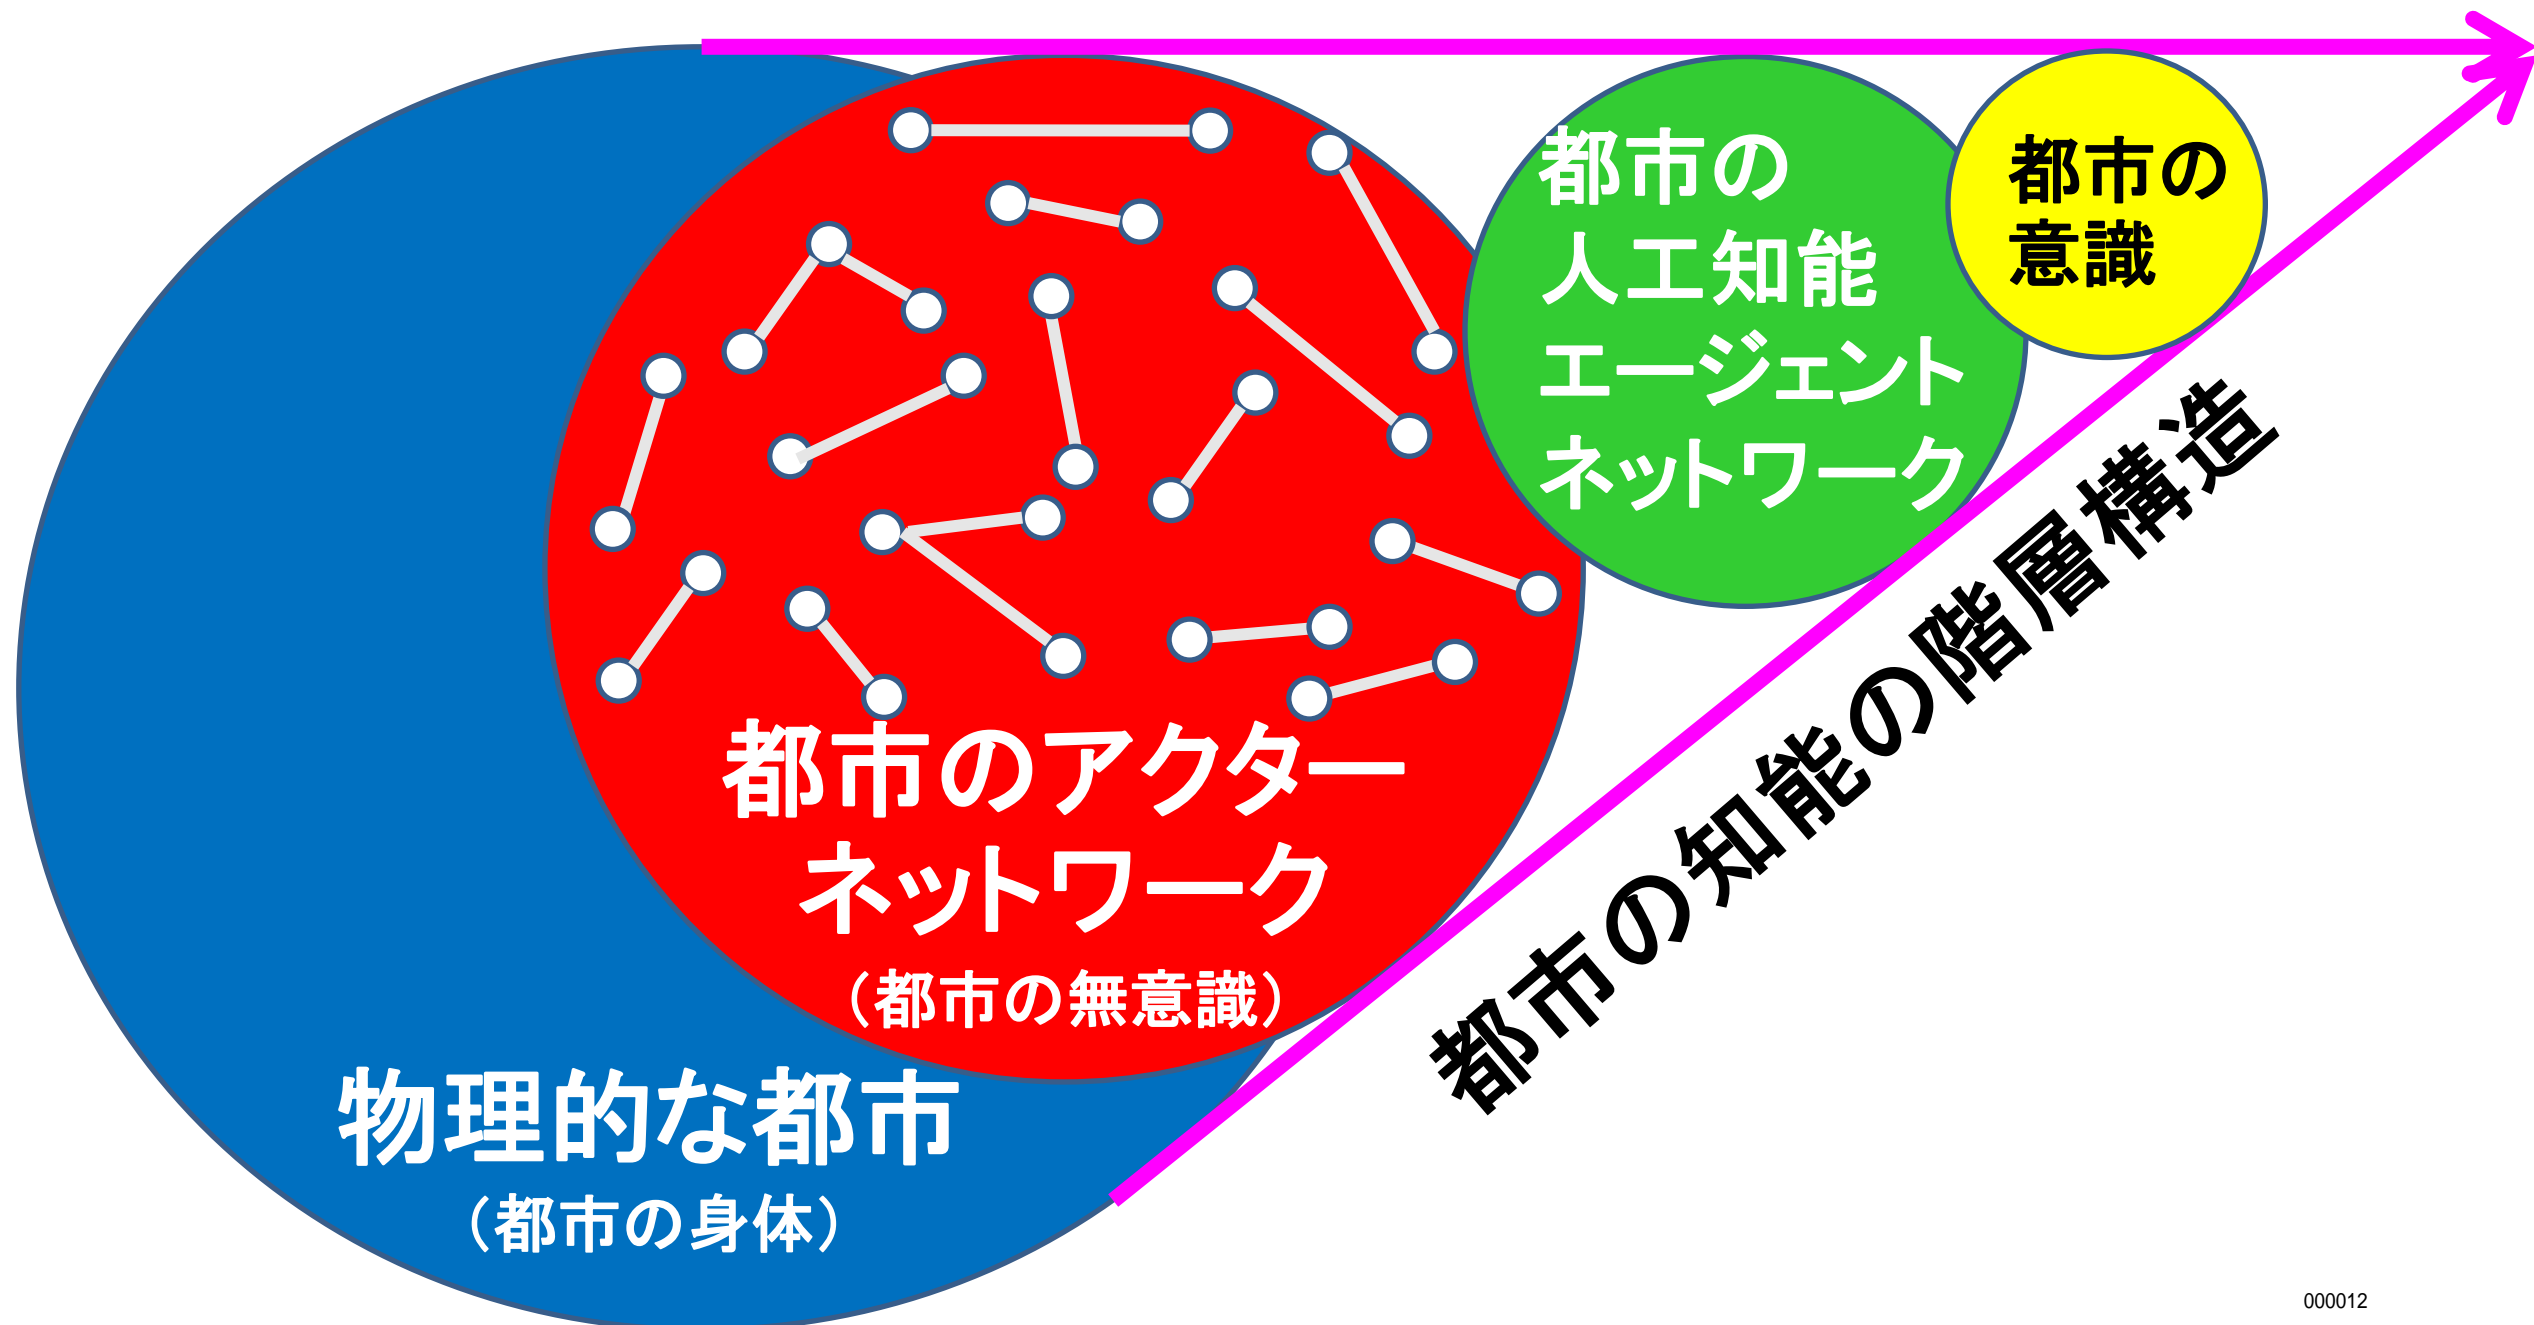 都市の
人工知能
エージェント
ネットワーク
都市の
意識
都市のアクター
ネットワーク
（都市の無意識）
物理的な都市
（都市の身体）
都市の知能の階層構造
000012